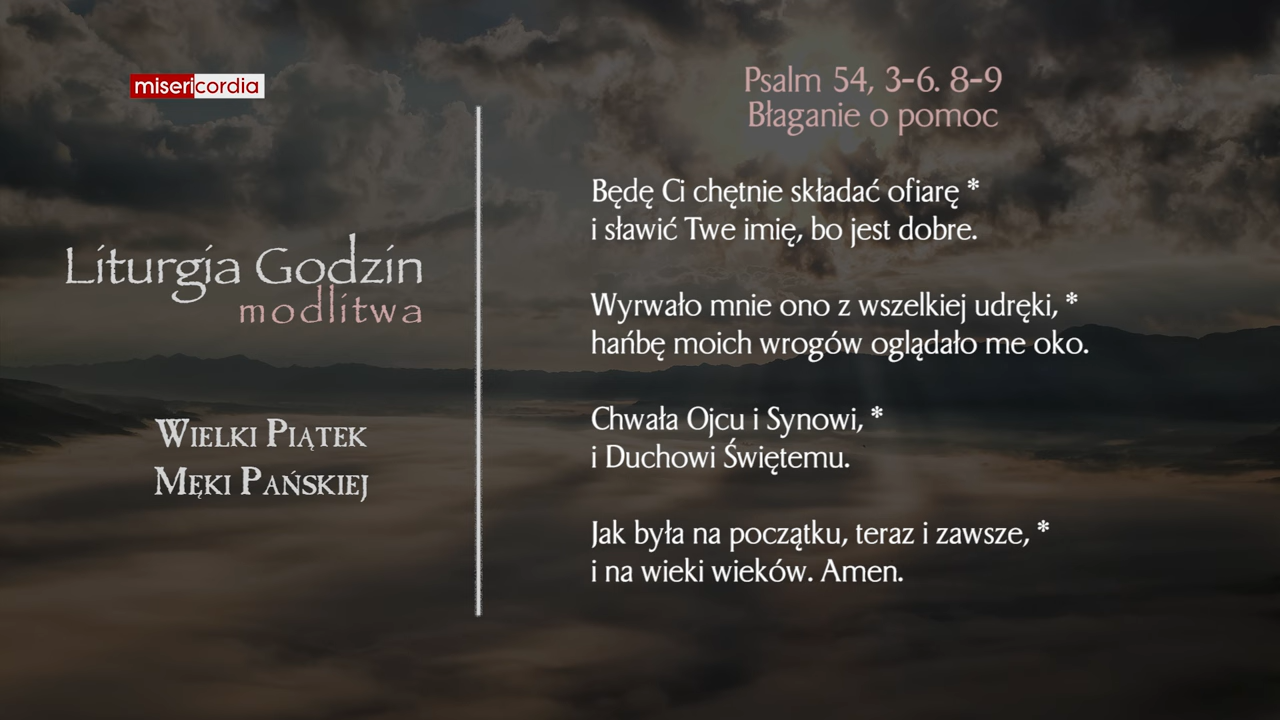 misericordia
Liturgia Godzin
modlitwa
Wielki Piątek
Męki Pańskiej
Psalm 54, 3-6. 8-9
Błaganie o pomoc
Będę Ci chętnie składać ofiarę *
i sławić Twe imię, bo jest dobre.
Wyrwało mnie ono z wszelkiej udręki, *
hańbę moich wrogów oglądało me oko.
Chwała Ojcu i Synowi, *
i Duchowi Świętemu.
Jak była na początku, teraz i zawsze, *
i na wieki wieków. Amen.